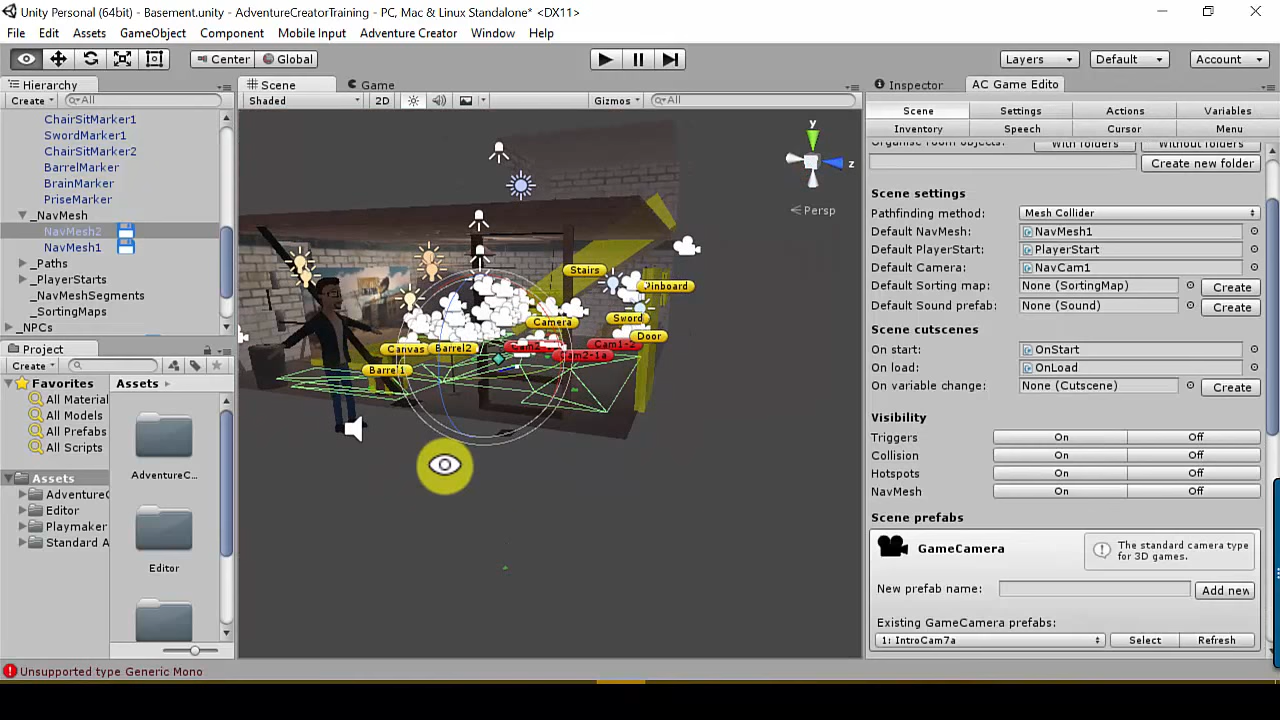 Unity Personal (64bit) - Basement.unity - AdventureCreatorTraining - PC, Mac & Linux Standalone* <DX11>
File Edit Assets GameObject Component Mobile Input Adventure Creator Window Help
Center Global Layers Default Account
Hierarchy
Create All
ChairSitMarker1
SwordMarker1
ChairSitMarker2
BarrelMarker
BrainMarker
PriseMarker
_NavMesh
NavMesh2
NavMesh1
_Paths
_PlayerStarts
_NavMeshSegments
_SortingMaps
_NPCs
Project
Create
Favorites
All Material
All Models
All Prefabs
All Scripts
Assets
AdventureC
Editor
Playmaker
Standard A
Assets
AdventureC...
Editor
Scene Game
Shaded 2D Gizmos All
y
z
Persp
Stairs
Pinboard
Sword
Camera
Door
Canvas
Barrel2
Cam1-2
Cam2-1a
Barrel1
Inspector AC Game Edito
Scene Settings Actions Variables
Inventory Speech Cursor Menu
Organise room objects: With folders Without folders
Create new folder
Scene settings
Pathfinding method: Mesh Collider
Default NavMesh: NavMesh1
Default PlayerStart: PlayerStart
Default Camera: NavCam1
Default Sorting map: None (SortingMap) Create
Default Sound prefab: None (Sound) Create
Scene cutscenes
On start: OnStart
On load: OnLoad
On variable change: None (Cutscene) Create
Visibility
Triggers On Off
Collision On Off
Hotspots On Off
NavMesh On Off
Scene prefabs
GameCamera
The standard camera type
for 3D games.
New prefab name: Add new
Existing GameCamera prefabs:
1: IntroCam7a Select Refresh
Unsupported type Generic Mono